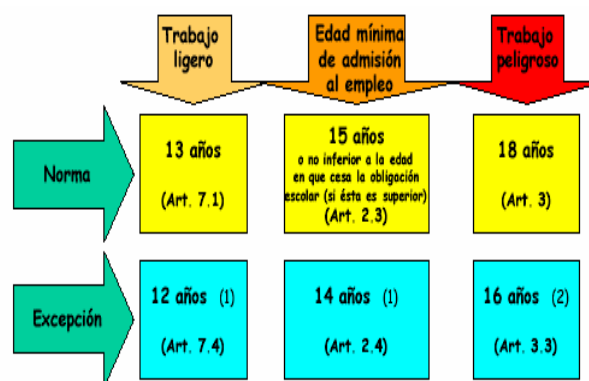 Trabajo
ligero
Edad mínima
de admisión
al empleo
Trabajo
peligroso
Norma
13 años
(Art. 7.1)
15 años
o no inferior a la edad
en que cesa la obligación
escolar (si ésta es superior)
(Art. 2.3)
18 años
(Art. 3)
Excepción
12 años (1)
(Art. 7.4)
14 años (1)
(Art. 2.4)
16 años (2)
(Art. 3.3)